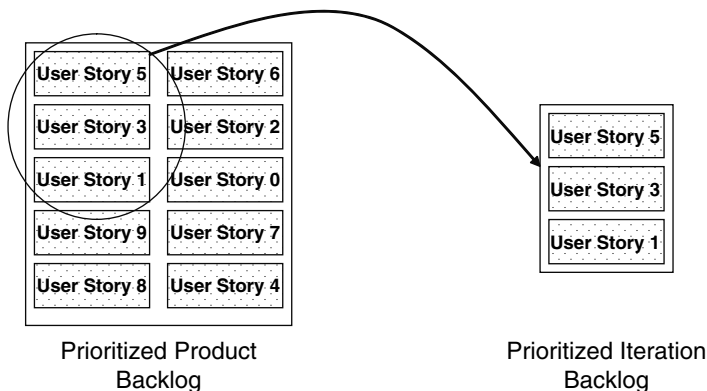 User Story 5
User Story 6
User Story 3
User Story 2
User Story 1
User Story 0
User Story 9
User Story 7
User Story 8
User Story 4
Prioritized Product
Backlog
User Story 5
User Story 3
User Story 1
Prioritized Iteration
Backlog